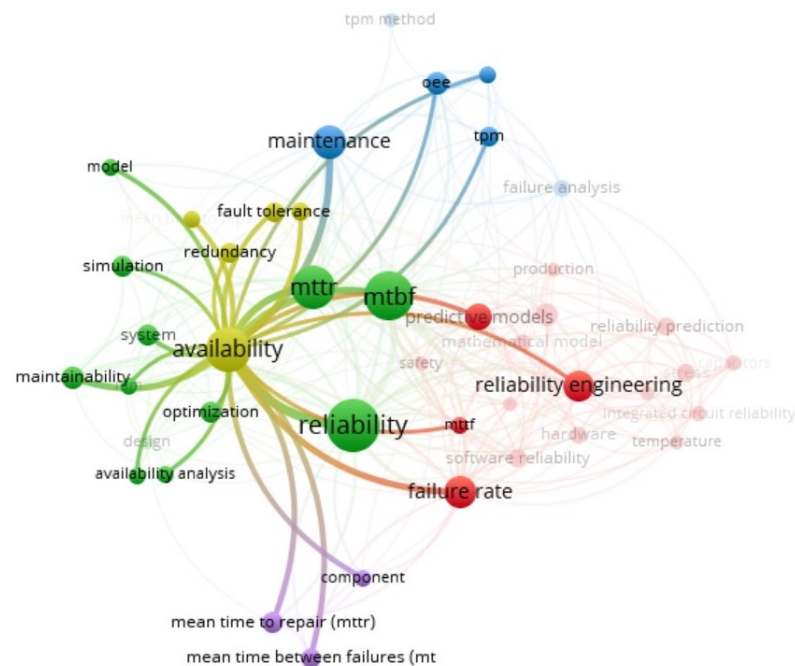 tpm method
oee
tpm
maintenance
model
failure analysis
fault tolerance
redundancy
simulation
production
mttr
mtbf
predictive models
reliability prediction
system
mathematical model
availability
safety
capacitors
stress
maintainability
reliability engineering
optimization
integrated circuit reliability
reliability
mttf
hardware
design
temperature
software reliability
availability analysis
failure rate
component
mean time to repair (mttr)
mean time between failures (mt